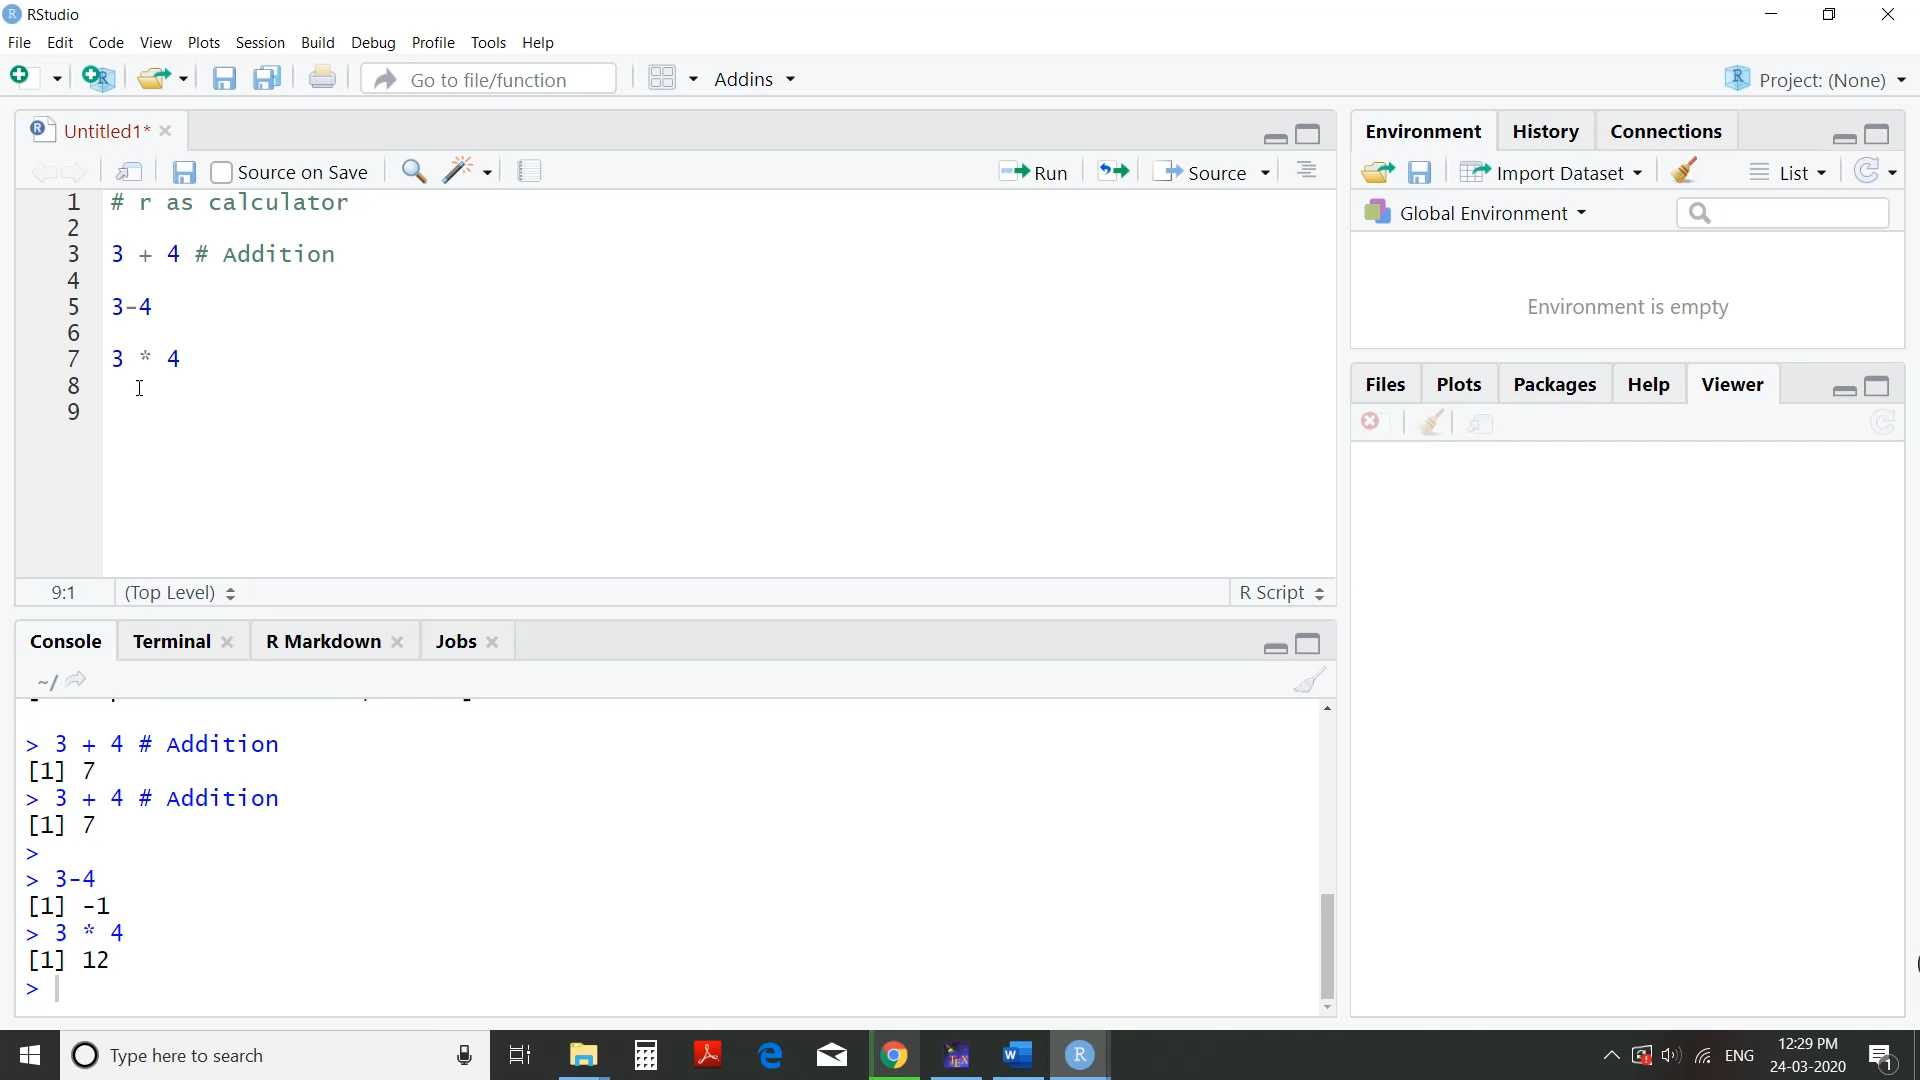 RStudio
File Edit Code View Plots Session Build Debug Profile Tools Help
Go to file/function Addins Project: (None)
Untitled1*
Source on Save Run Source
1 # r as calculator
2
3 3 + 4 # Addition
4
5 3-4
6
7 3 * 4
8
9
9:1 (Top Level) R Script
Console Terminal R Markdown Jobs
~/
> 3 + 4 # Addition
[1] 7
> 3 + 4 # Addition
[1] 7
>
> 3-4
[1] -1
> 3 * 4
[1] 12
>
Environment History Connections
Import Dataset List
Global Environment
Environment is empty
Files Plots Packages Help Viewer
Type here to search
ENG
12:29 PM
24-03-2020
1